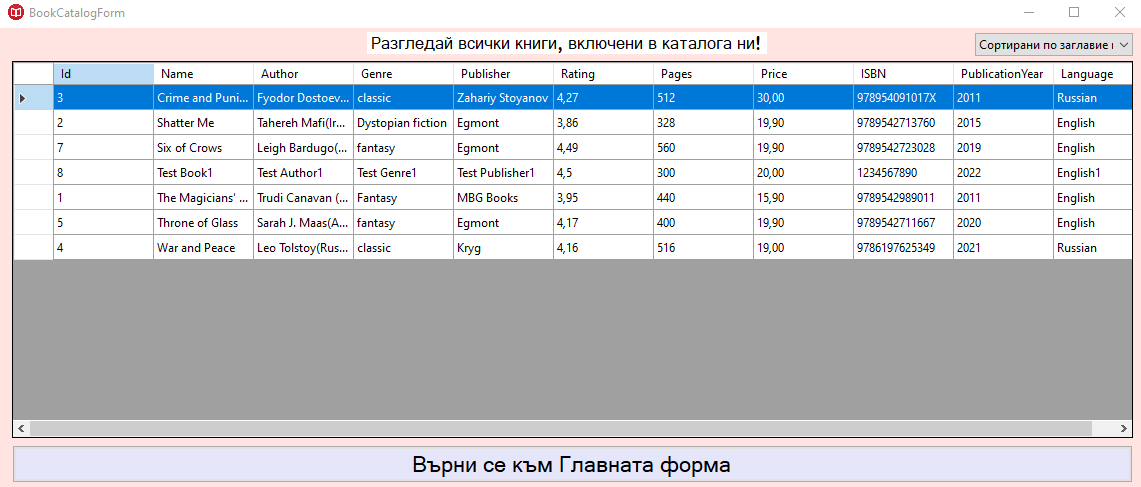 BookCatalogForm
Разгледай всички книги, включени в каталога ни!
Сортирани по заглавие
Id Name Author Genre Publisher Rating Pages Price ISBN PublicationYear Language
3 Crime and Puni... Fyodor Dostoev... classic Zahariy Stoyanov 4,27 512 30,00 978954091017X 2011 Russian
2 Shatter Me Tahereh Mafi(Ir... Dystopian fiction Egmont 3,86 328 19,90 9789542713760 2015 English
7 Six of Crows Leigh Bardugo(... fantasy Egmont 4,49 560 19,90 9789542723028 2019 English
8 Test Book1 Test Author1 Test Genre1 Test Publisher1 4,5 300 20,00 1234567890 2022 English1
1 The Magicians' ... Trudi Canavan (... Fantasy MBG Books 3,95 440 15,90 9789542989011 2011 English
5 Throne of Glass Sarah J. Maas(A... fantasy Egmont 4,17 400 19,90 9789542711667 2020 English
4 War and Peace Leo Tolstoy(Rus... classic Kryg 4,16 516 19,00 9786197625349 2021 Russian
Върни се към Главната форма